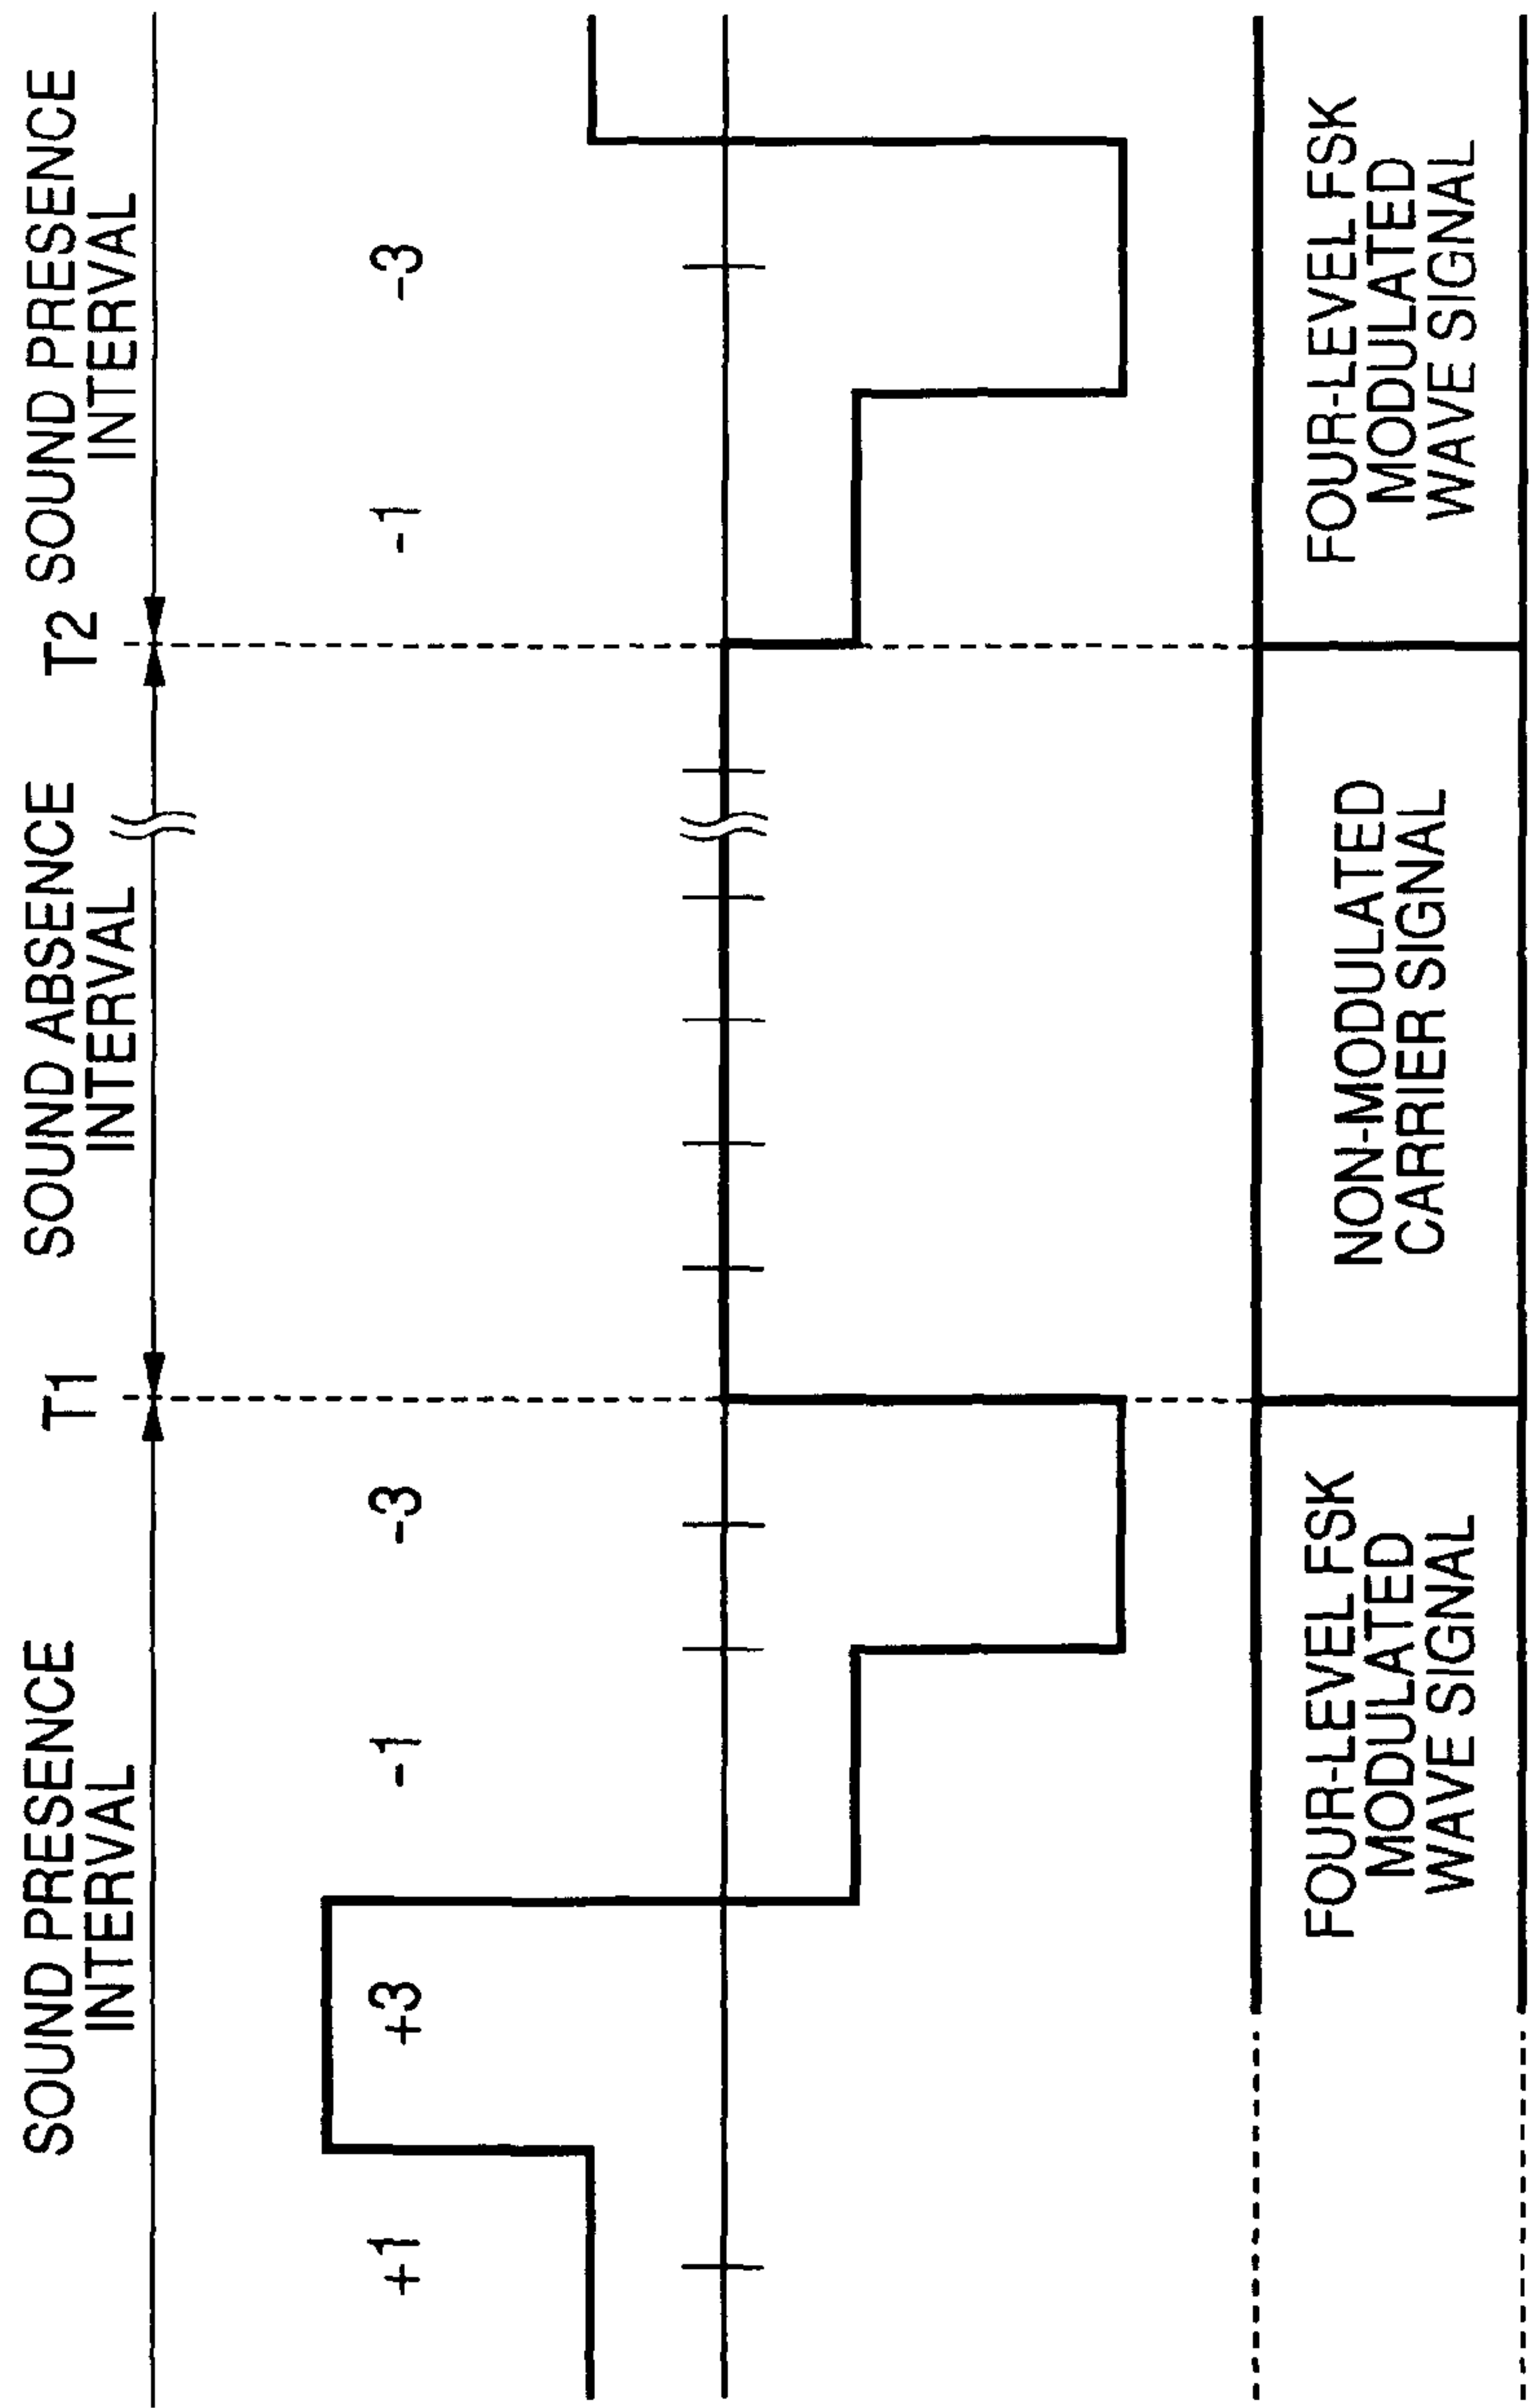 SOUND PRESENCE
INTERVAL
T1
SOUND ABSENCE
INTERVAL
T2
SOUND PRESENCE
INTERVAL
+1
+3
-1
-3
-1
-3
FOUR-LEVEL FSK
MODULATED
WAVE SIGNAL
NON-MODULATED
CARRIER SIGNAL
FOUR-LEVEL FSK
MODULATED
WAVE SIGNAL